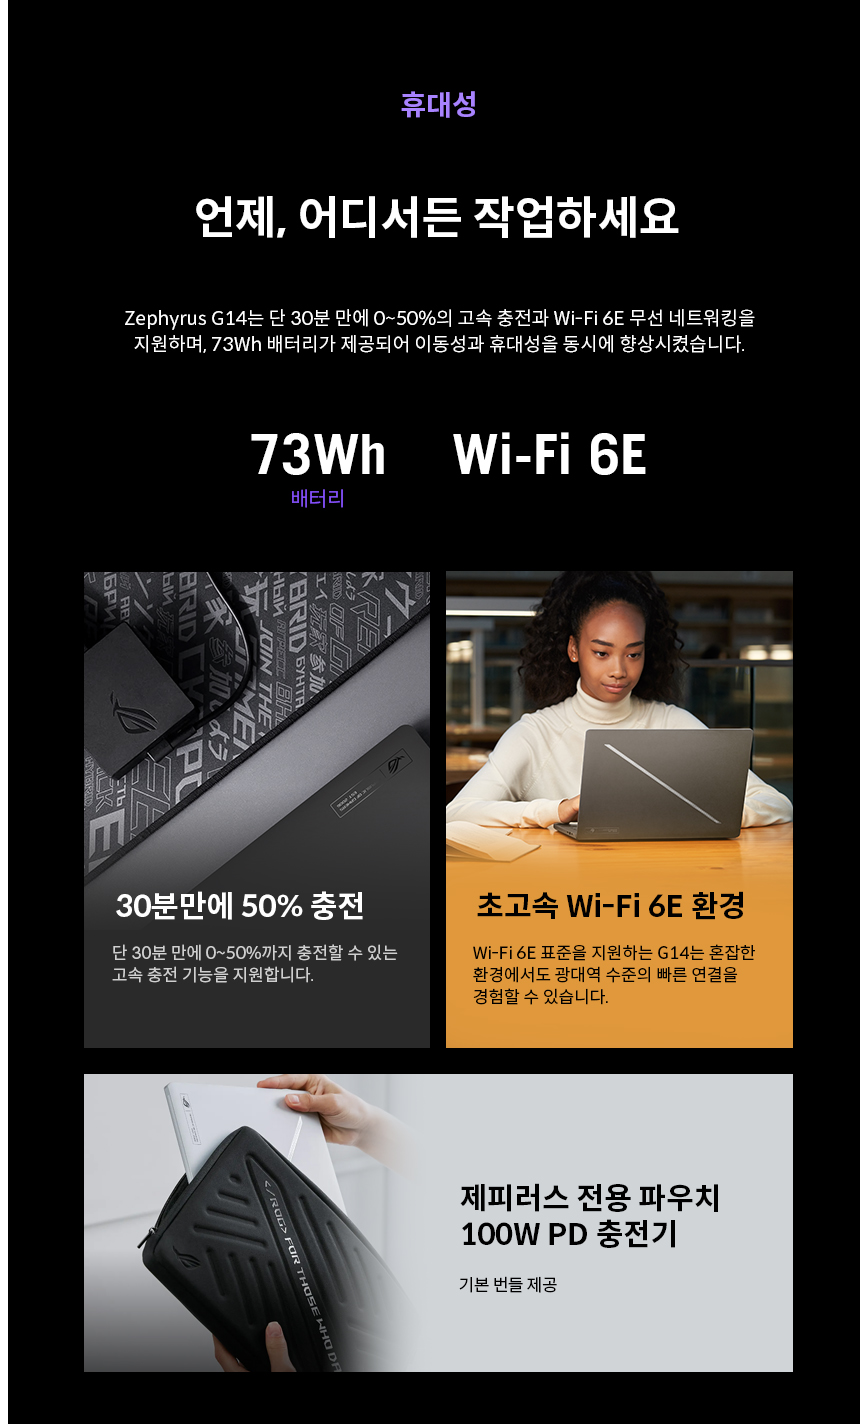 휴대성
언제, 어디서든 작업하세요
Zephyrus G14는 단 30분 만에 0~50%의 고속 충전과 Wi-Fi 6E 무선 네트워킹을
지원하며, 73Wh 배터리가 제공되어 이동성과 휴대성을 동시에 향상시켰습니다.
73Wh
배터리
Wi-Fi 6E
30분만에 50% 충전
단 30분 만에 0~50%까지 충전할 수 있는
고속 충전 기능을 지원합니다.
초고속 Wi-Fi 6E 환경
Wi-Fi 6E 표준을 지원하는 G14는 혼잡한
환경에서도 광대역 수준의 빠른 연결을
경험할 수 있습니다.
</ROG> FOR THOSE WHO DA
제피러스 전용 파우치
100W PD 충전기
기본 번들 제공